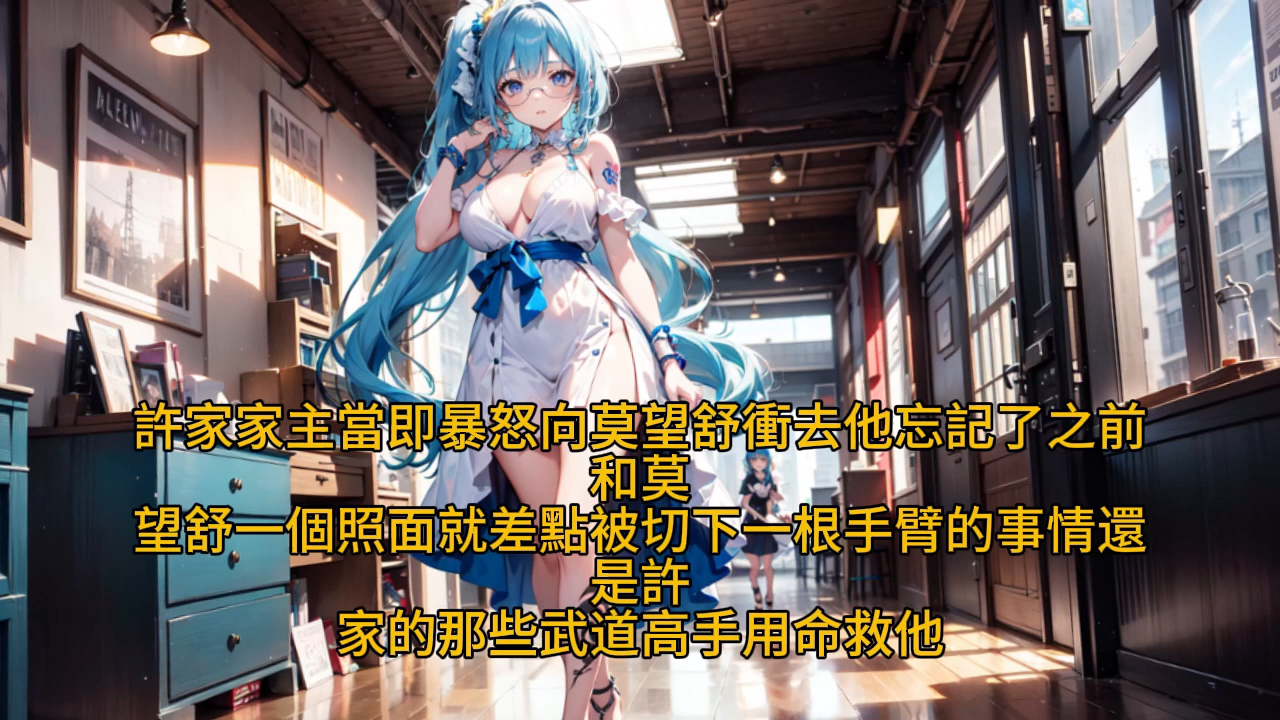 許家家主當即暴怒向莫望舒衝去他忘記了之前
和莫
望舒一個照面就差點被切下一根手臂的事情還
是許
家的那些武道高手用命救他